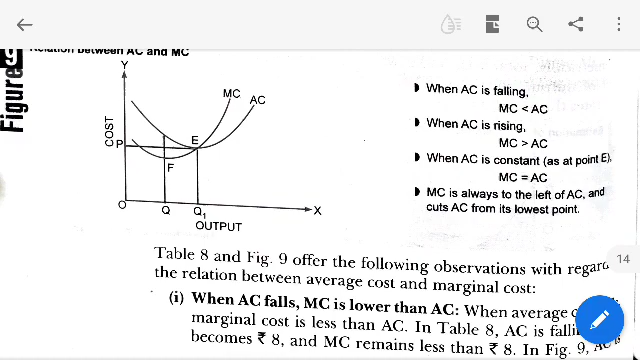 Figure 9
Relation between AC and MC
Y
MC
AC
COST
P
E
F
O
Q
Q1
X
OUTPUT
When AC is falling,
MC < AC
When AC is rising,
MC > AC
When AC is constant (as at point E),
MC = AC
MC is always to the left of AC, and
cuts AC from its lowest point.
14
Table 8 and Fig. 9 offer the following observations with regard
the relation between average cost and marginal cost:
(i) When AC falls, MC is lower than AC: When average
marginal cost is less than AC. In Table 8, AC is
becomes ₹ 8, and MC remains less than ₹ 8. In Fig. 9, AC is